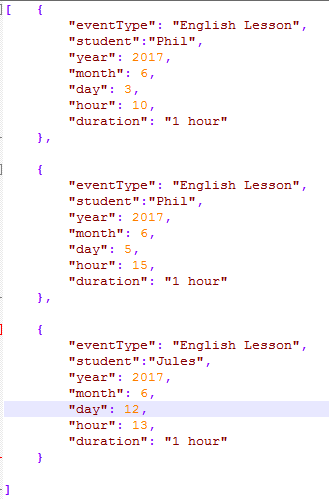 [   {
        "eventType": "English Lesson",
        "student":"Phil",
        "year": 2017,
        "month": 6,
        "day": 3,
        "hour": 10,
        "duration": "1 hour"
    },
    {
        "eventType": "English Lesson",
        "student":"Phil",
        "year": 2017,
        "month": 6,
        "day": 5,
        "hour": 15,
        "duration": "1 hour"
    },
    {
        "eventType": "English Lesson",
        "student":"Jules",
        "year": 2017,
        "month": 6,
        "day": 12,
        "hour": 13,
        "duration": "1 hour"
    }
]